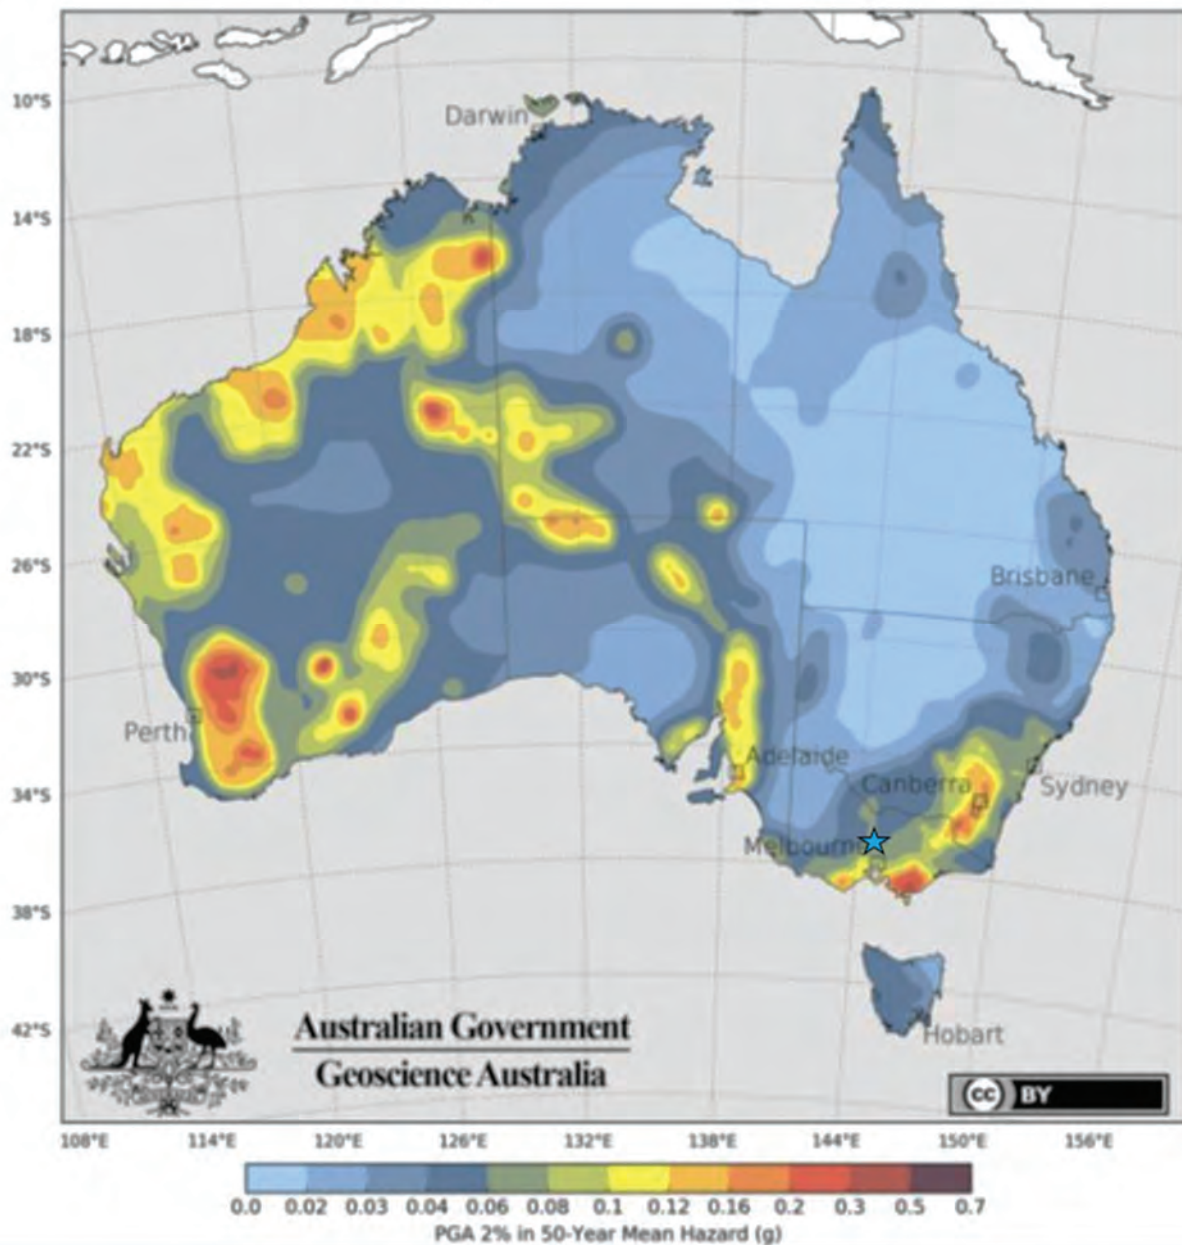 Darwin
10°S
14°S
18°S
22°S
26°S
Brisbane
30°S
Perth
Adelaide
Canberra
Sydney
34°S
Melbourne
38°S
42°S
Hobart
Australian Government
Geoscience Australia
cc BY
108°E 114°E 120°E 126°E 132°E 138°E 144°E 150°E 156°E
0.0 0.02 0.03 0.04 0.06 0.08 0.1 0.12 0.16 0.2 0.3 0.5 0.7
PGA 2% in 50-Year Mean Hazard (g)